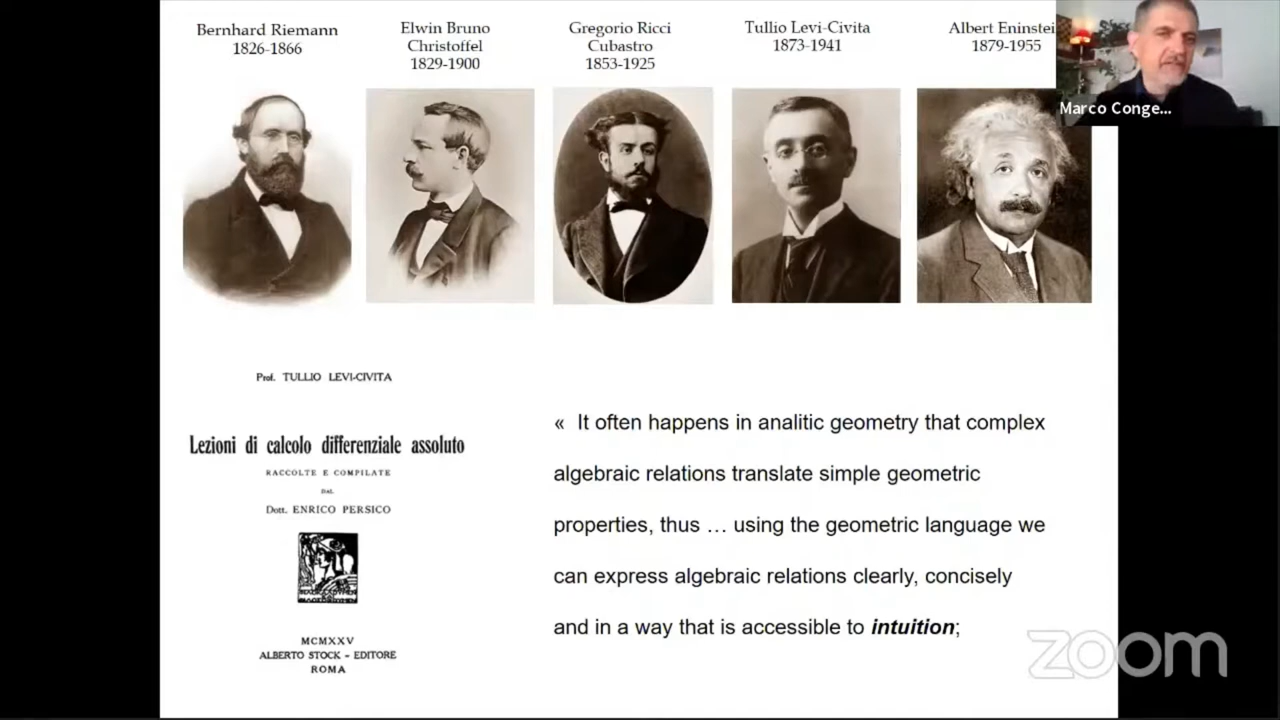 Bernhard Riemann
1826-1866
Elwin Bruno
Christoffel
1829-1900
Gregorio Ricci
Cubastro
1853-1925
Tullio Levi-Civita
1873-1941
Albert Eninstei
1879-1955
Marco Conge...
Prof. TULLIO LEVI-CIVITA
Lezioni di calcolo differenziale assoluto
RACCOLTE E COMPILATE
DAL
Dott. ENRICO PERSICO
MCMXXV
ALBERTO STOCK - EDITORE
ROMA
« It often happens in analitic geometry that complex
algebraic relations translate simple geometric
properties, thus … using the geometric language we
can express algebraic relations clearly, concisely
and in a way that is accessible to intuition;
zoom